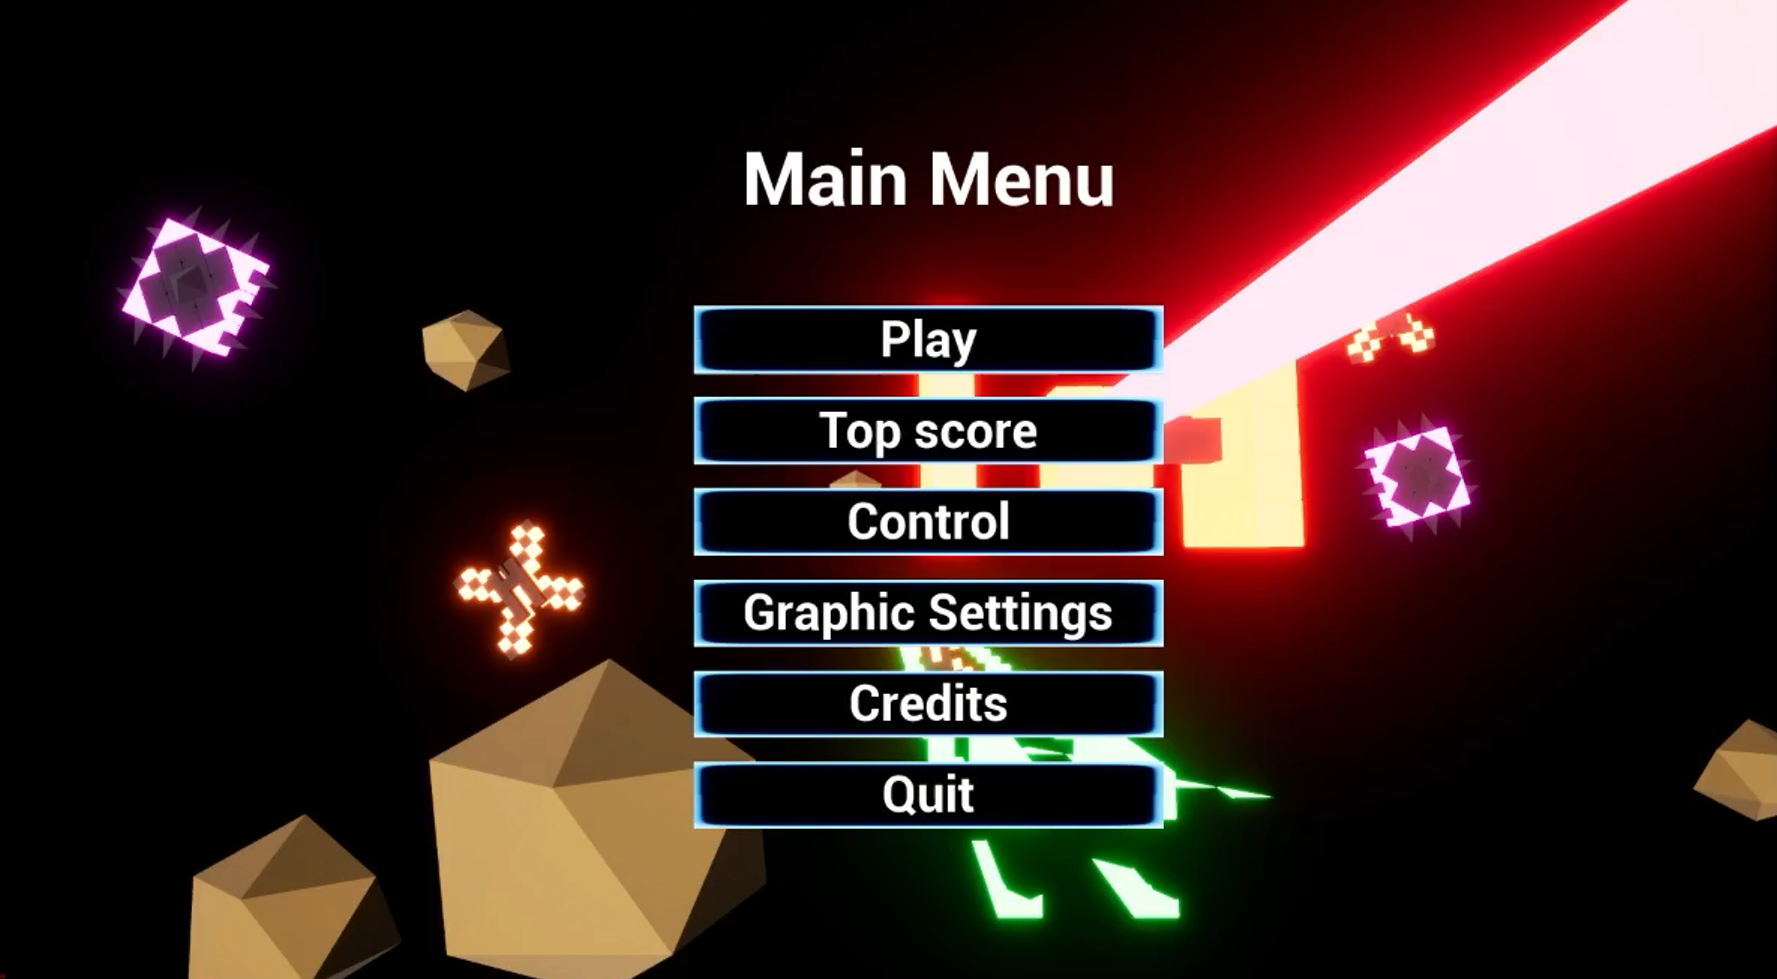 Main Menu
Play
Top score
Control
Graphic Settings
Credits
Quit